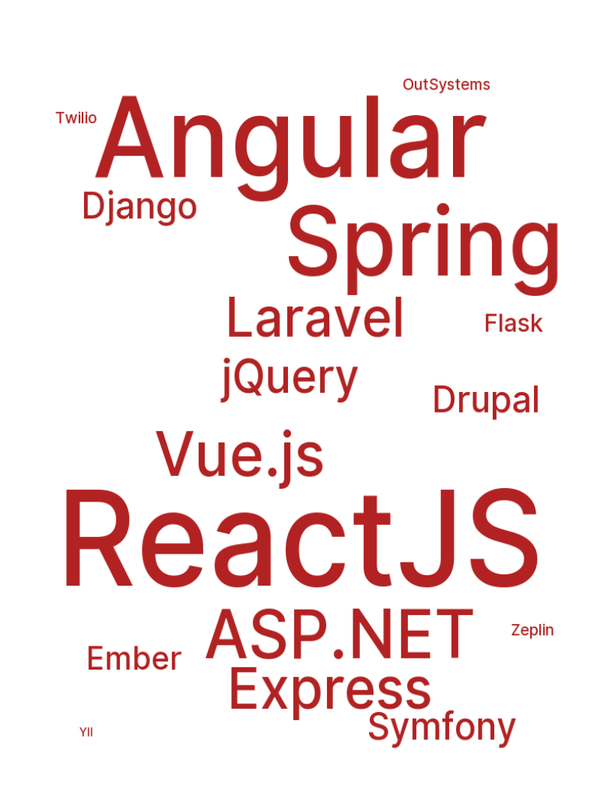 OutSystems
Twilio
Angular
Django
Spring
Laravel
Flask
jQuery
Drupal
Vue.js
ReactJS
ASP.NET
Zeplin
Ember
Express
Symfony
YII